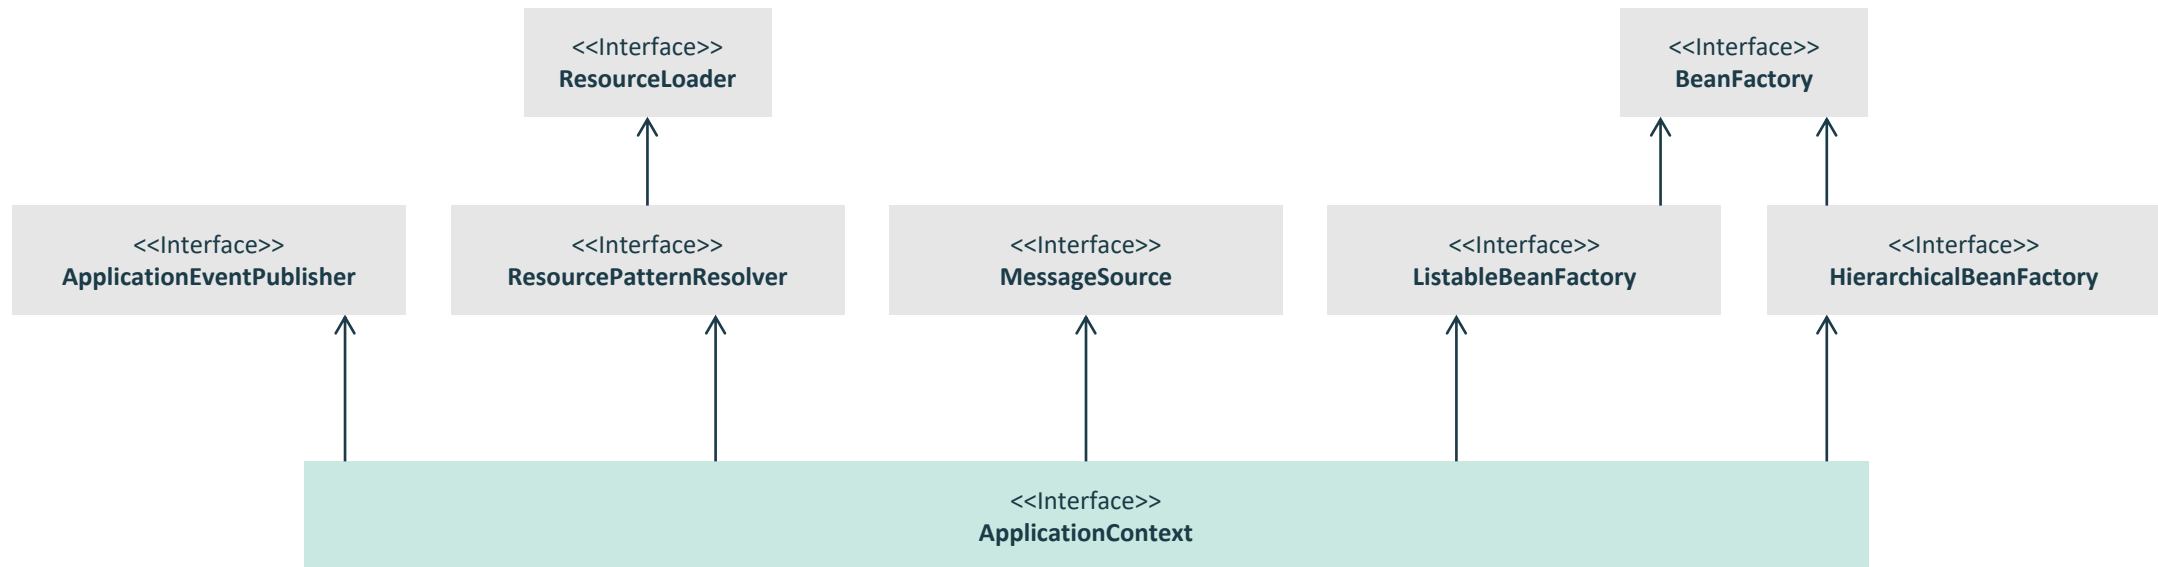 <<Interface>>
ResourceLoader
<<Interface>>
BeanFactory
<<Interface>>
ApplicationEventPublisher
<<Interface>>
ResourcePatternResolver
<<Interface>>
MessageSource
<<Interface>>
ListableBeanFactory
<<Interface>>
HierarchicalBeanFactory
<<Interface>>
ApplicationContext